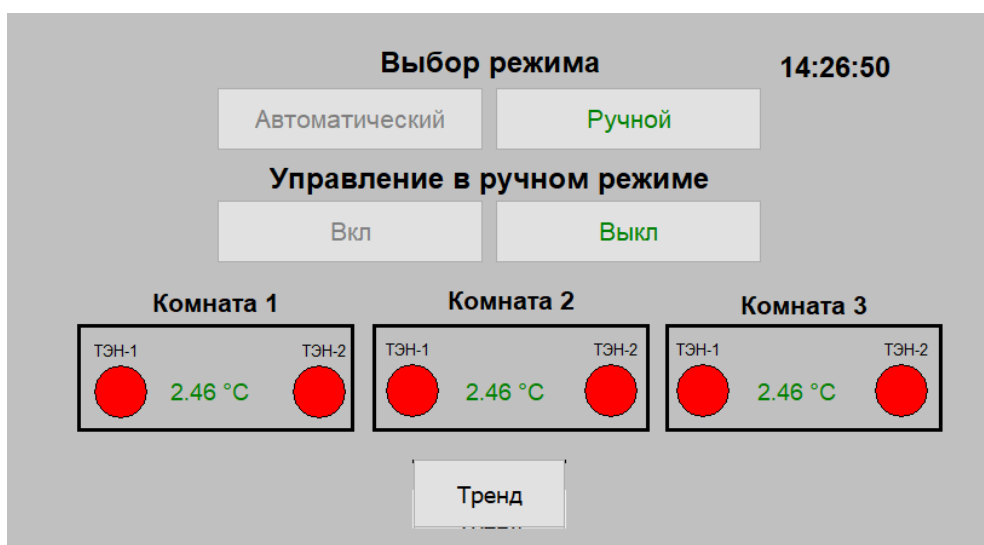 Выбор режима 14:26:50
Автоматический Ручной
Управление в ручном режиме
Вкл Выкл
Комната 1 Комната 2 Комната 3
ТЭН-1 ТЭН-2 ТЭН-1 ТЭН-2 ТЭН-1 ТЭН-2
2.46 °C 2.46 °C 2.46 °C
Тренд